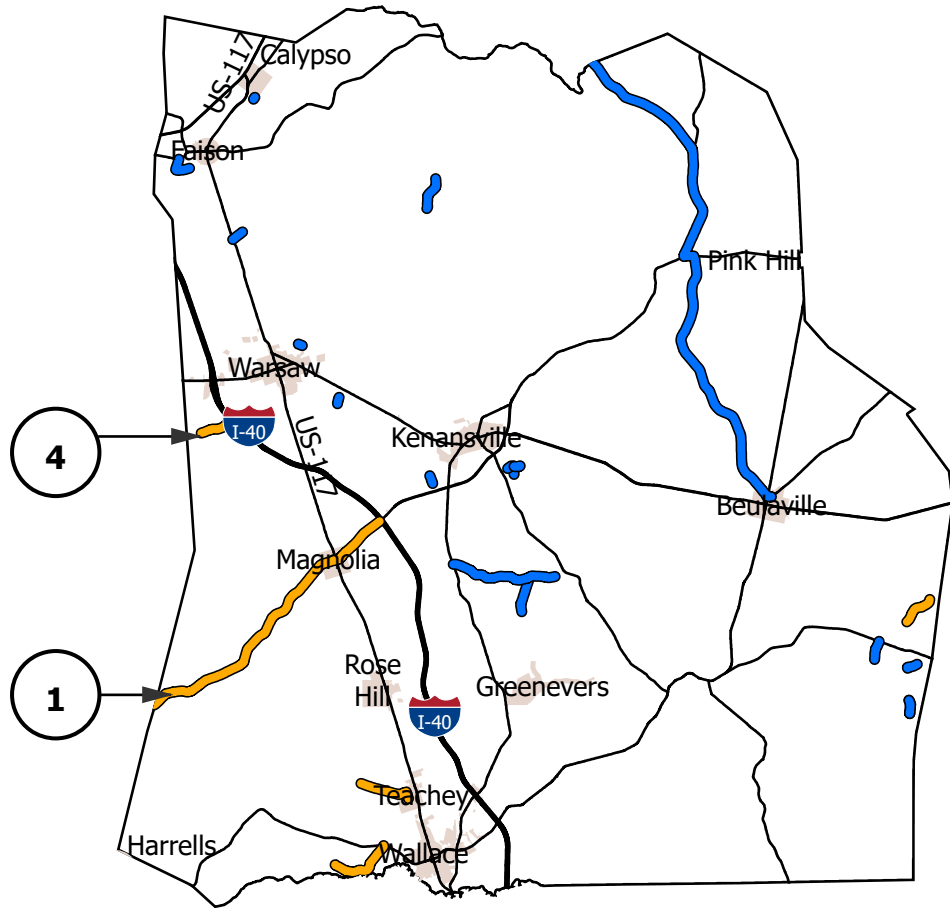 Calypso
US-117
Faison
Pink Hill
Warsaw
I-40
4
US-117
Kenansville
Beulaville
Magnolia
Rose
Hill
Greenevers
1
I-40
Teachey
Harrells
Wallace